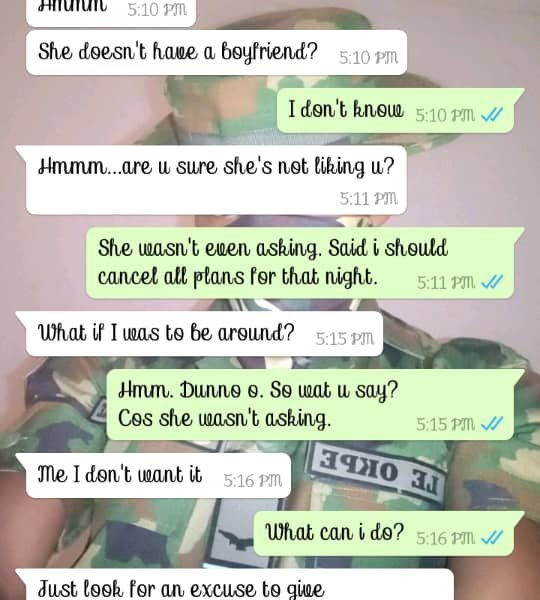 Hmmm 5:10 PM
She doesn't have a boyfriend? 5:10 PM
I don't know 5:10 PM
Hmmm...are u sure she's not liking u?
5:11 PM
She wasn't even asking. Said i should
cancel all plans for that night. 5:11 PM
What if I was to be around? 5:15 PM
Hmm. Dunno o. So wat u say?
Cos she wasn't asking. 5:15 PM
LE OKPE
Me I don't want it 5:16 PM
What can i do? 5:16 PM
Just look for an excuse to give